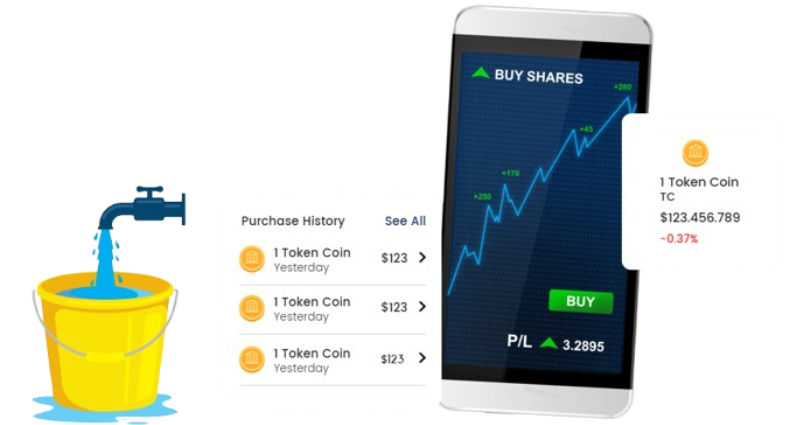 Purchase History See All
1 Token Coin
Yesterday
$123
1 Token Coin
Yesterday
$123
1 Token Coin
Yesterday
$123
BUY SHARES
+280
+45
+170
+250
BUY
P/L 3.2895
1 Token Coin
TC
$123.456.789
-0.37%